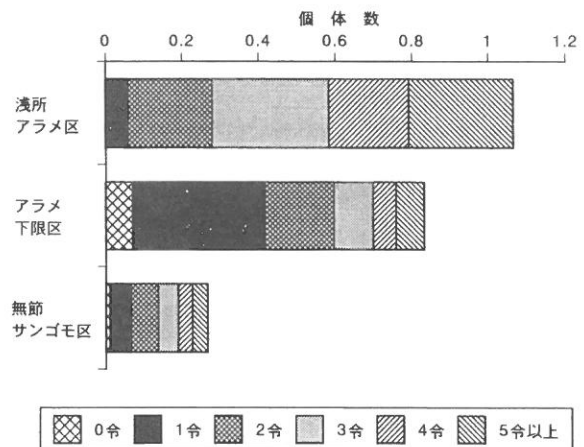 個 体 数
0 0.2 0.4 0.6 0.8 1 1.2
浅所
アラメ区
アラメ
下限区
無節
サンゴモ区
0令 1令 2令 3令 4令 5令以上